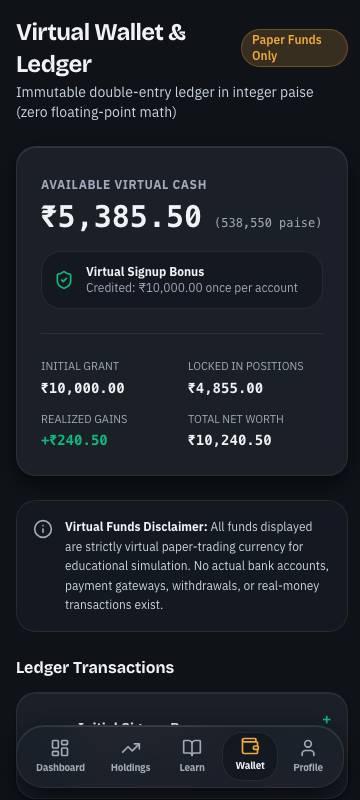 Virtual Wallet &
Ledger
Paper Funds
Only
Immutable double-entry ledger in integer paise
(zero floating-point math)
AVAILABLE VIRTUAL CASH
₹5,385.50 (538,550 paise)
Virtual Signup Bonus
Credited: ₹10,000.00 once per account
INITIAL GRANT
LOCKED IN POSITIONS
₹10,000.00
₹4,855.00
REALIZED GAINS
TOTAL NET WORTH
+₹240.50
₹10,240.50
Virtual Funds Disclaimer: All funds displayed
are strictly virtual paper-trading currency for
educational simulation. No actual bank accounts,
payment gateways, withdrawals, or real-money
transactions exist.
Ledger Transactions
+
Dashboard
Holdings
Learn
Wallet
Profile